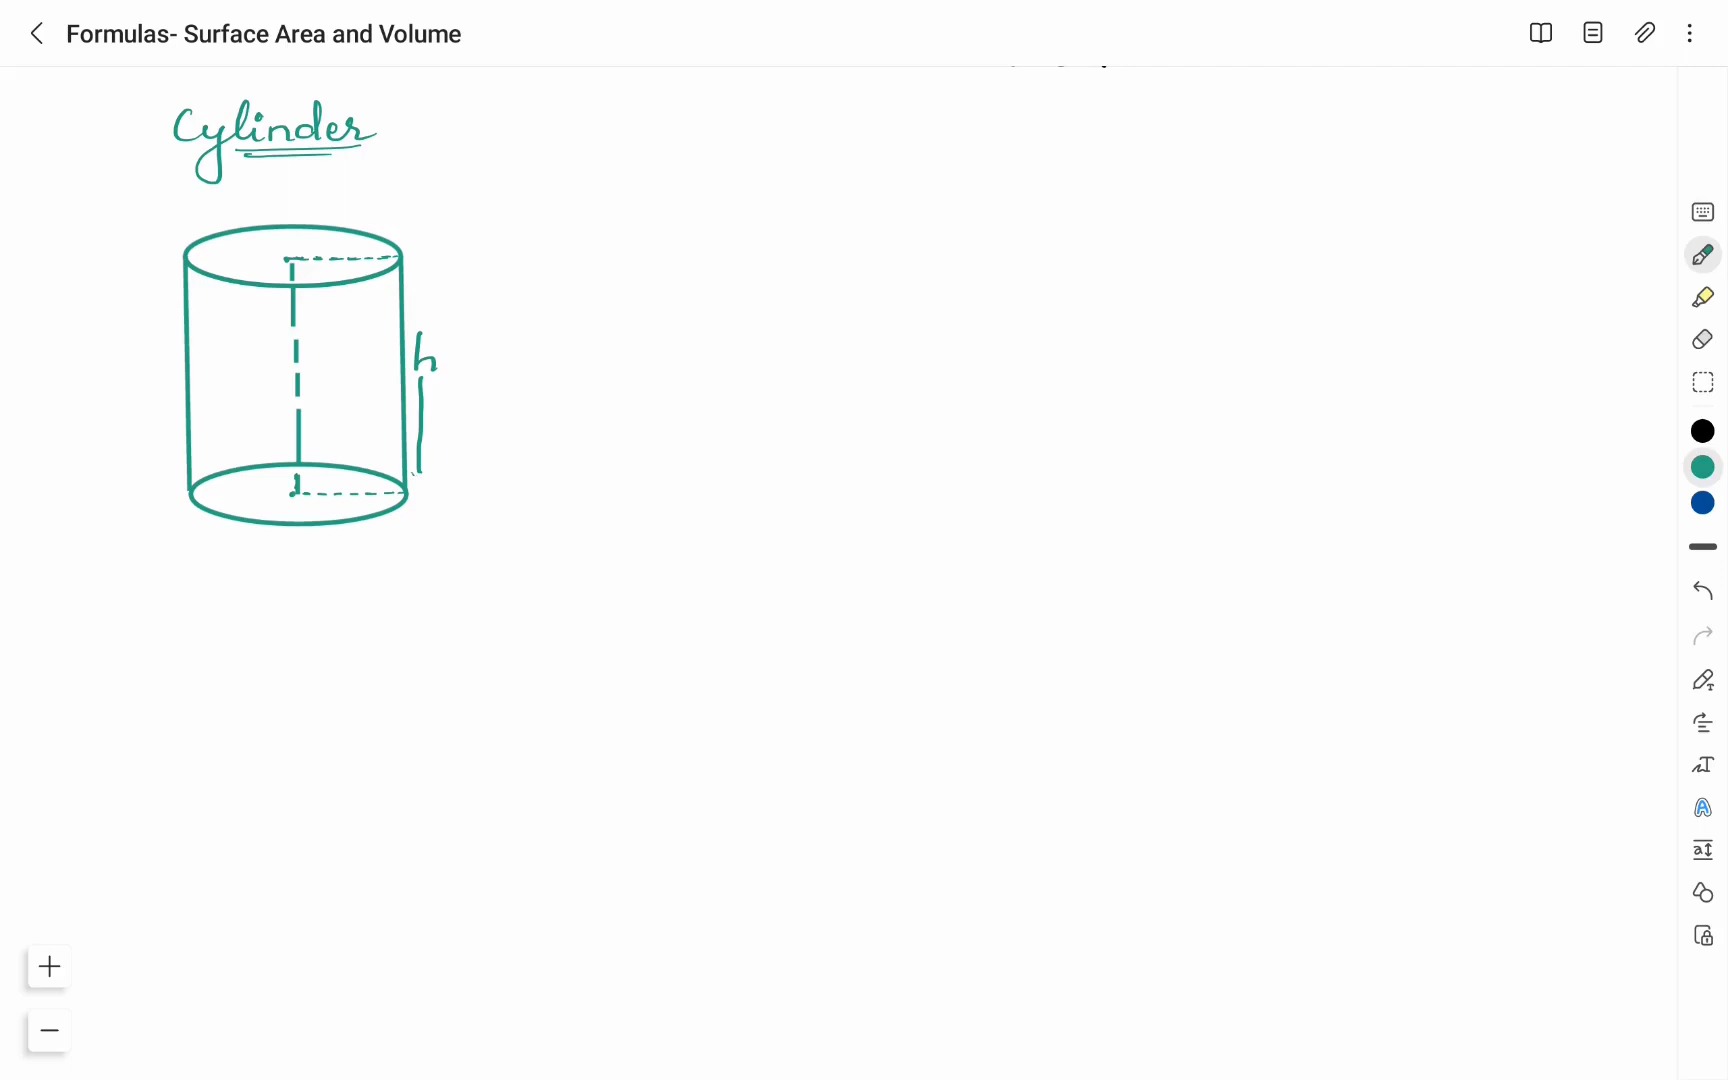 Formulas- Surface Area and Volume
Cylinder
h